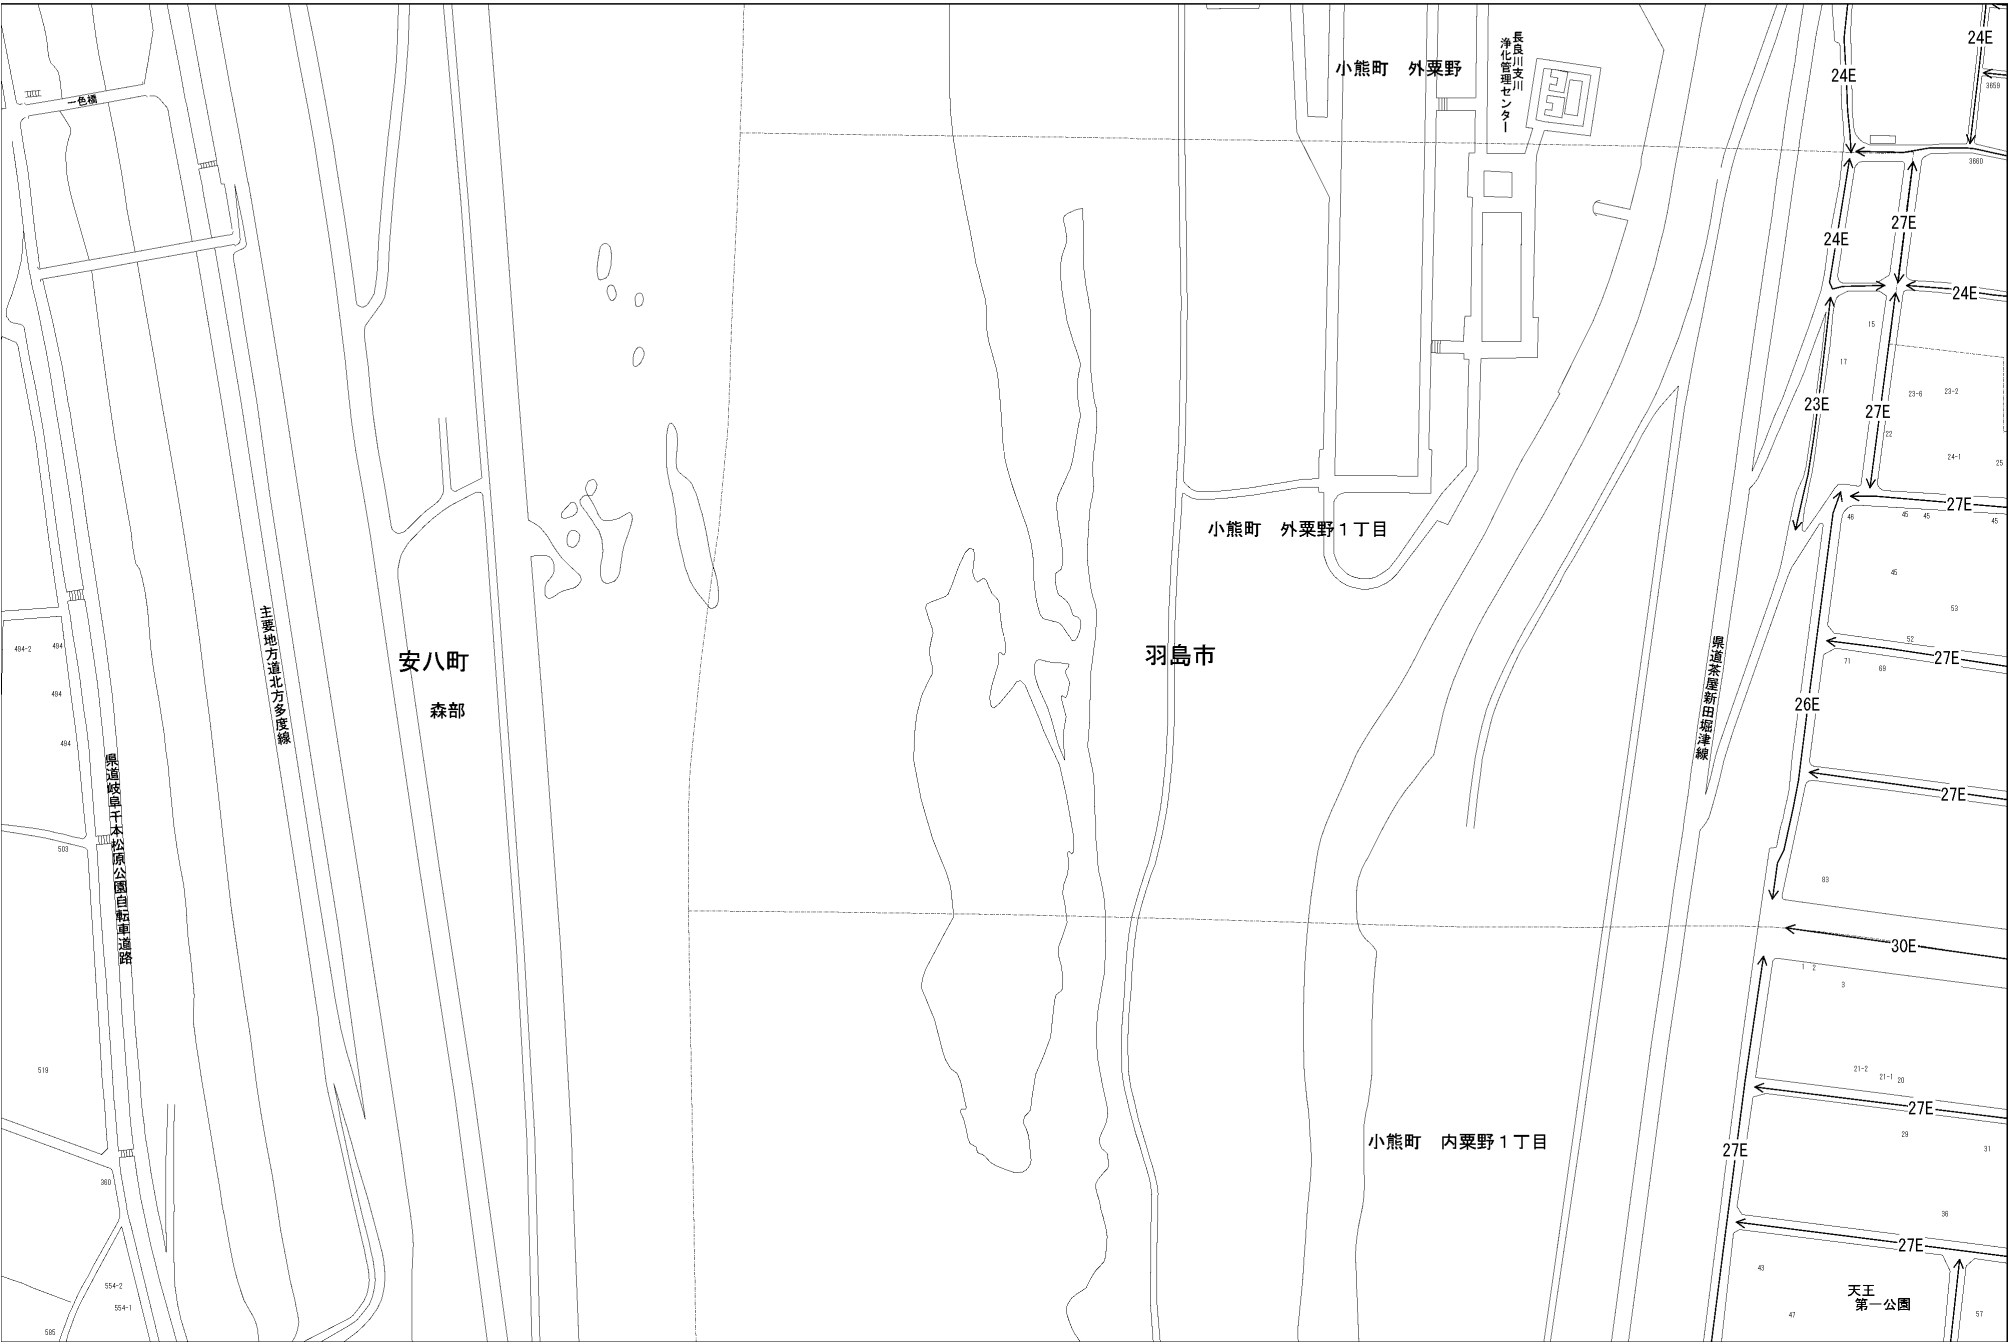 24E
長良川支川
浄化管理センター
小熊町　外粟野
24E
一色橋
3659
3660
27E
24E
24E
15
17
23-6
23-2
23E
27E
22
24-1
25
27E
46
45
45
45
小熊町　外粟野１丁目
45
53
主要地方道北方多度線
県道茶屋新田堀津線
52
494-2
494
安八町
羽島市
27E
71
69
494
26E
森部
494
県道岐阜千本松原公園自転車道路
27E
503
83
30E
1
2
3
519
21-2
21-1
20
27E
29
小熊町　内粟野１丁目
27E
31
360
36
27E
43
554-2
天王
第一公園
554-1
47
57
585